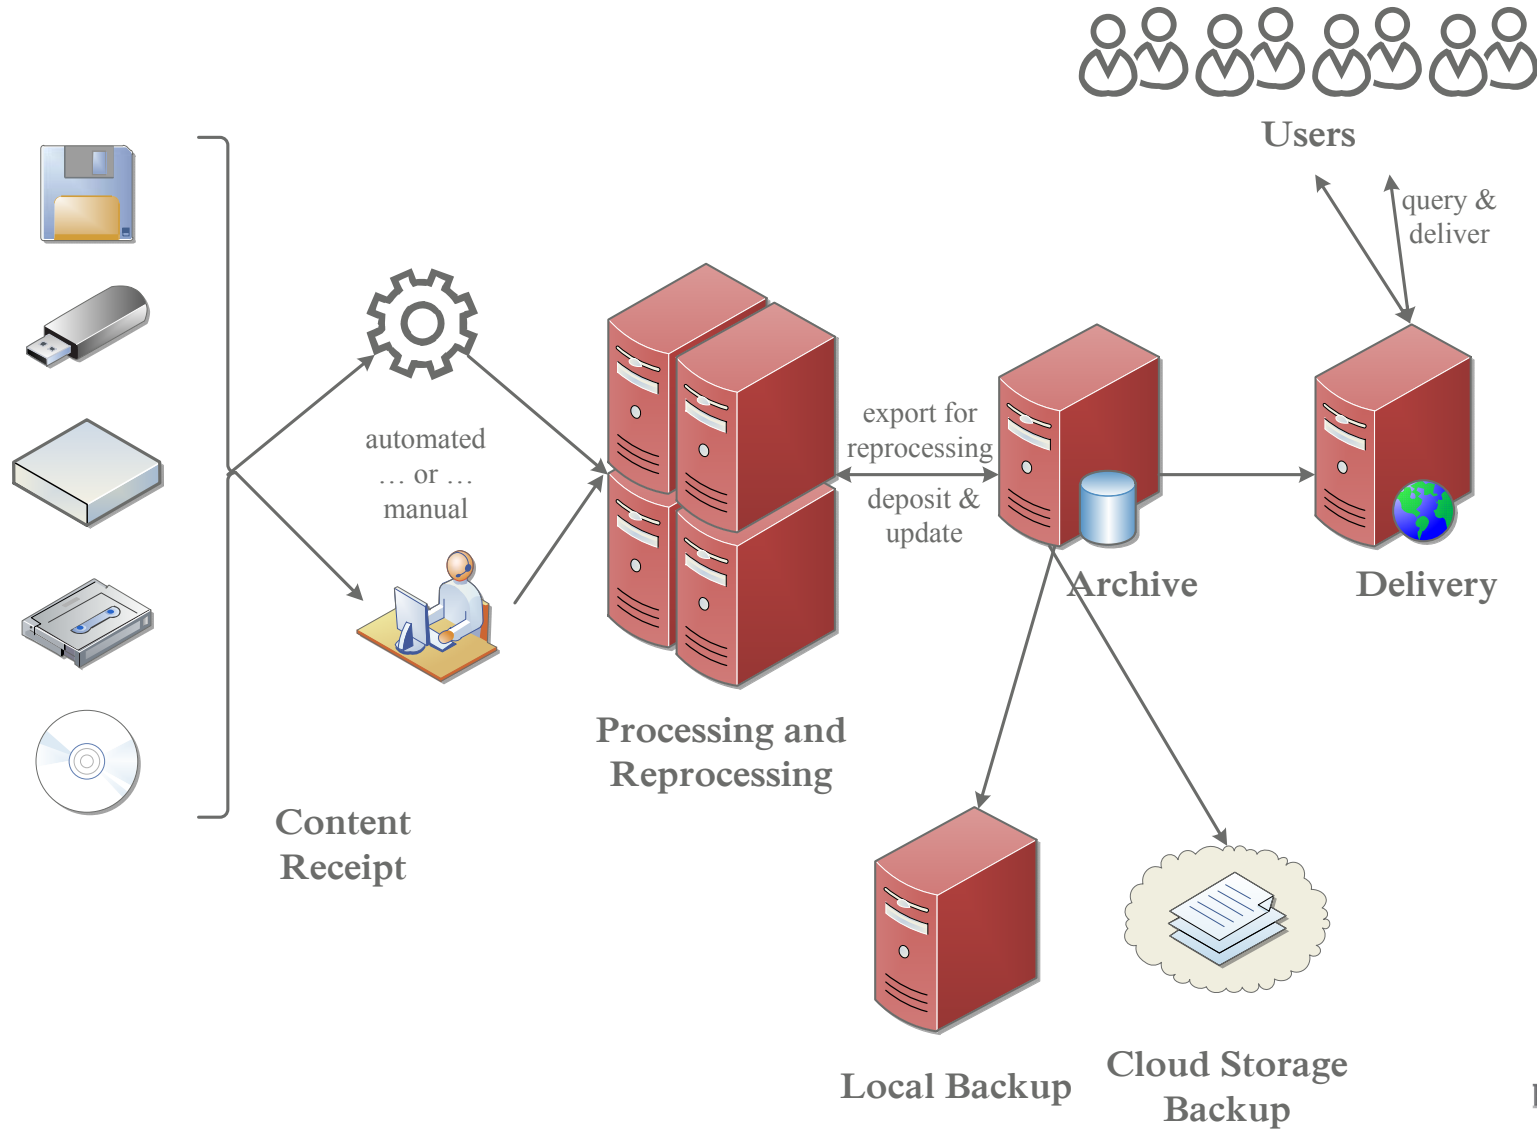 Users
query &
deliver
automated
… or …
manual
export for
reprocessing
deposit &
update
Archive
Delivery
Processing and
Reprocessing
Content
Receipt
Local Backup
Cloud Storage
Backup